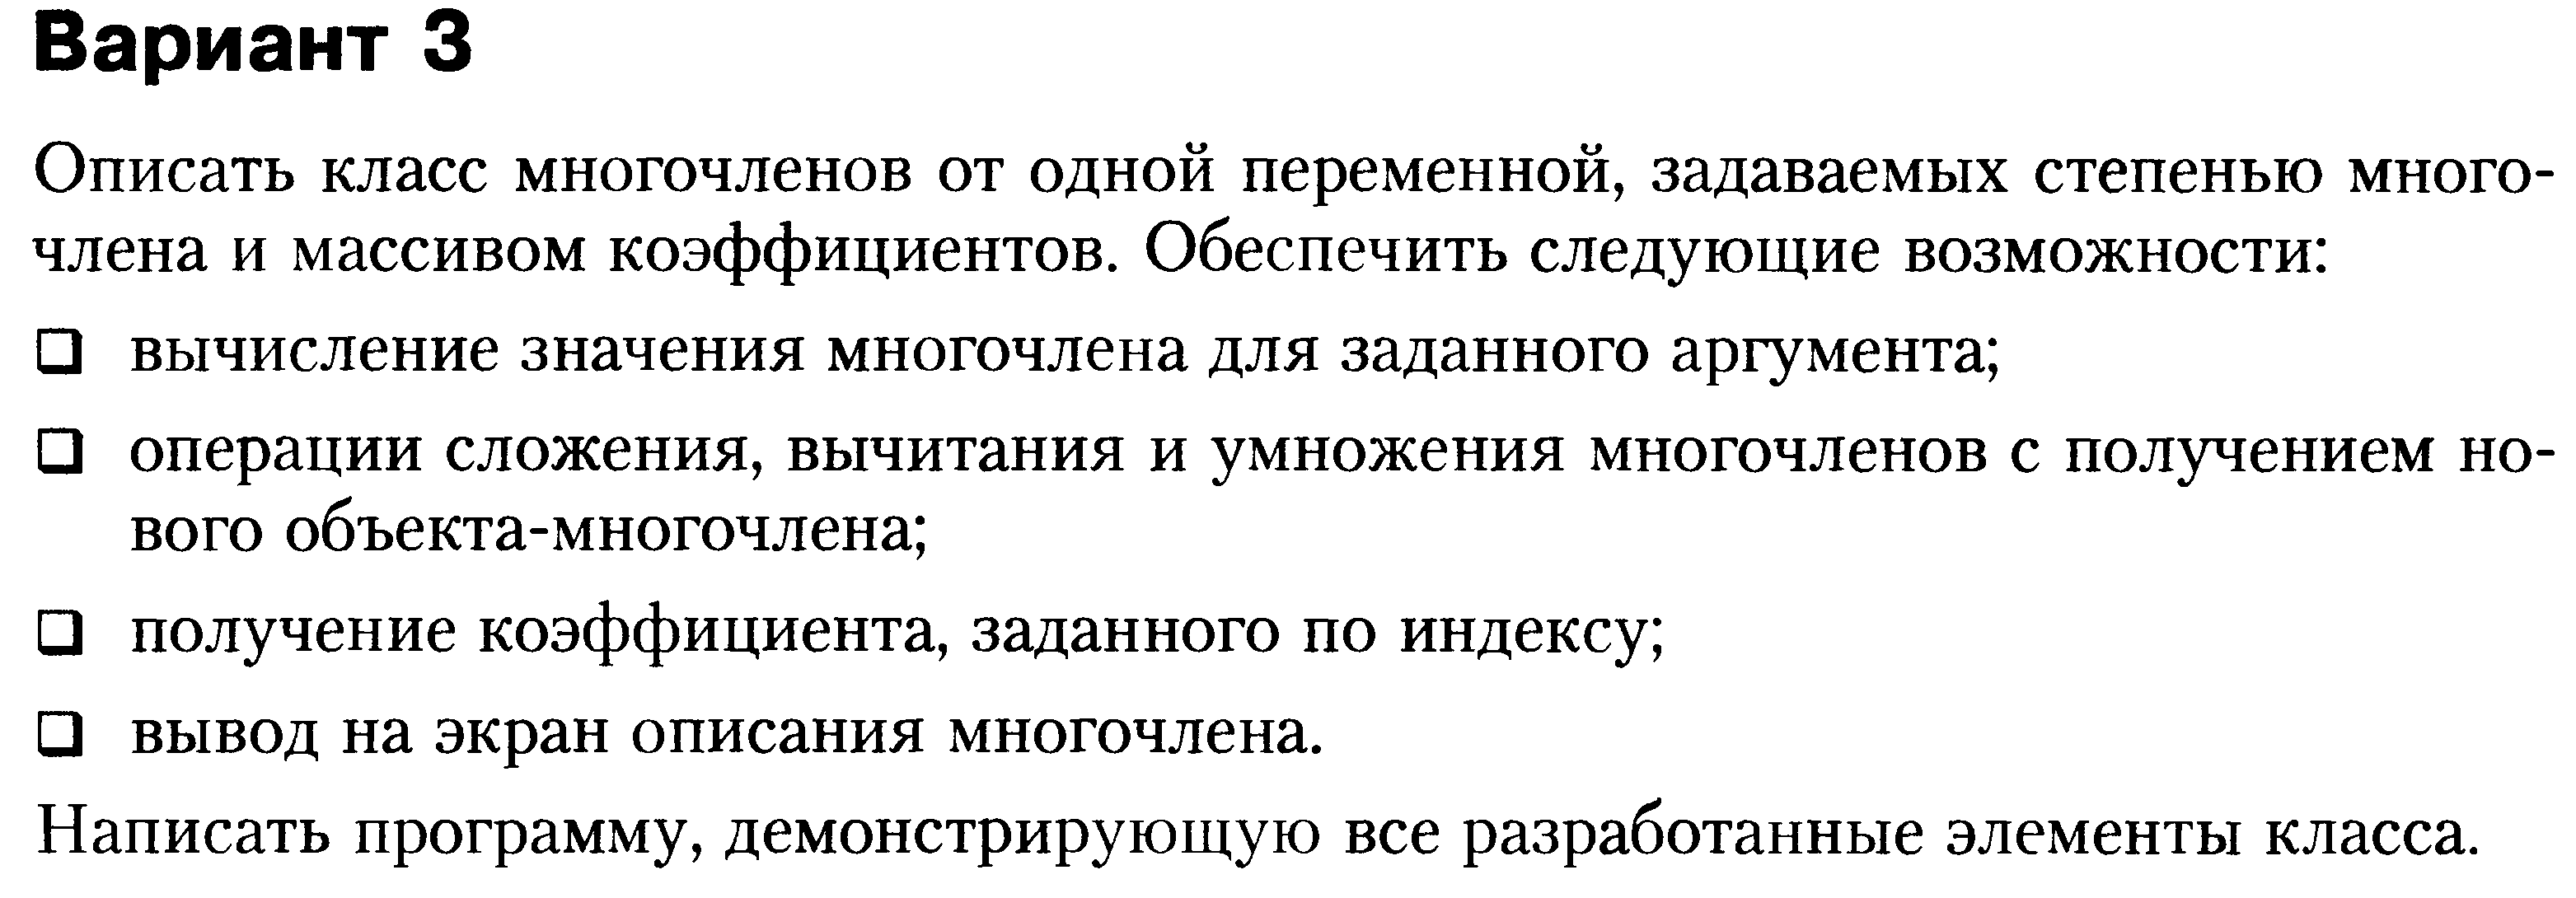 Вариант 3
Описать класс многочленов от одной переменной, задаваемых степенью много-
члена и массивом коэффициентов. Обеспечить следующие возможности:
❑ вычисление значения многочлена для заданного аргумента;
❑ операции сложения, вычитания и умножения многочленов с получением но-
вого объекта-многочлена;
❑ получение коэффициента, заданного по индексу;
❑ вывод на экран описания многочлена.
Написать программу, демонстрирующую все разработанные элементы класса.